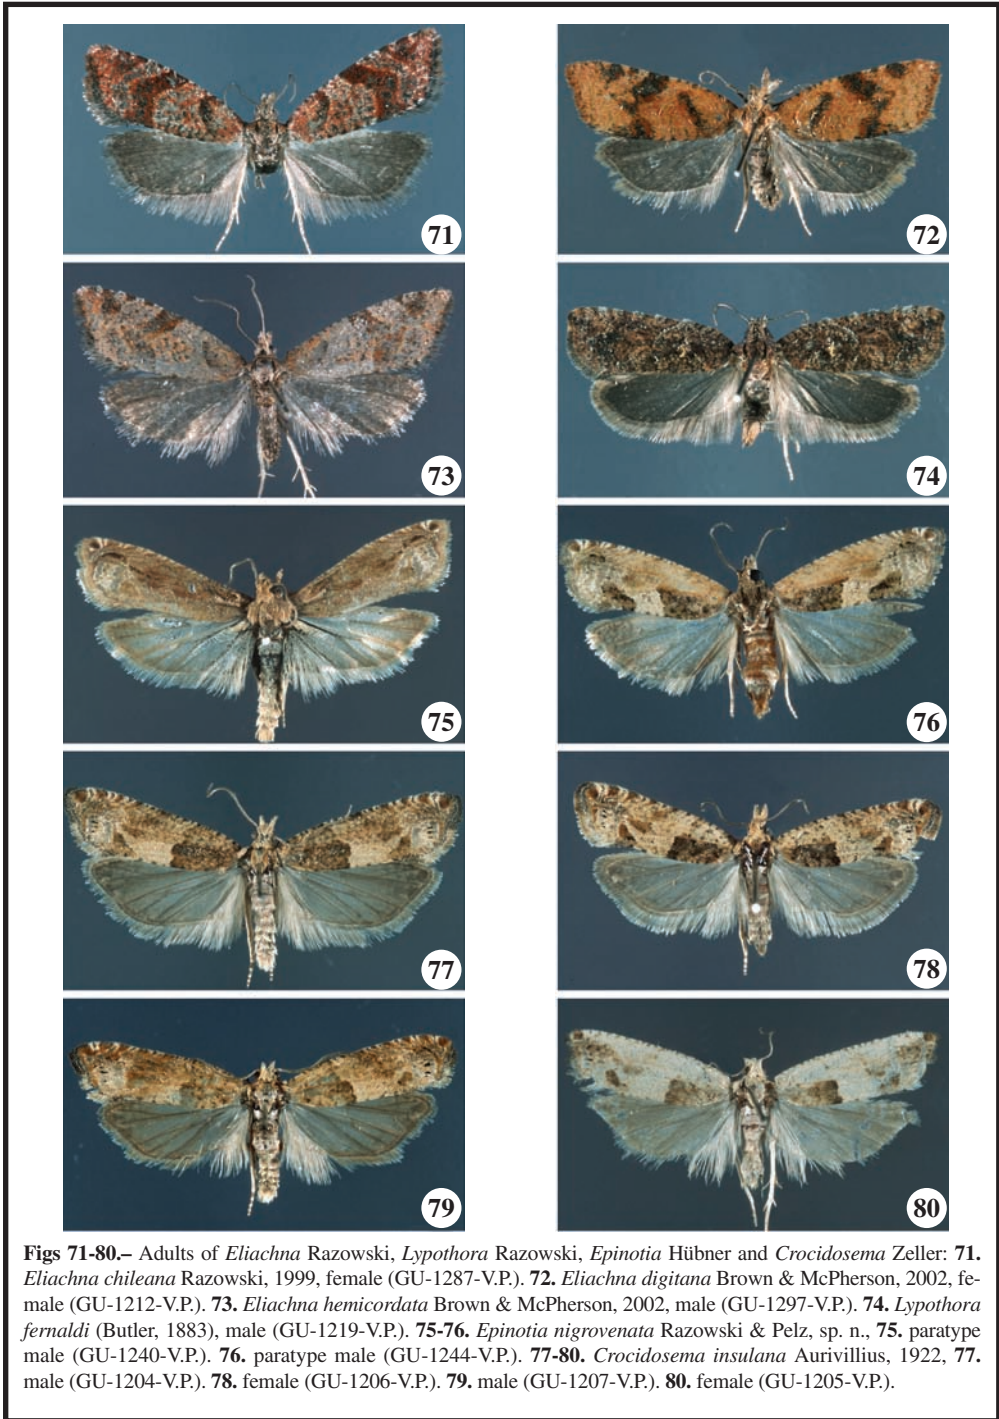 71
72
73
74
75
76
77
78
79
80
Figs 71-80.– Adults of Eliachna Razowski, Lypothora Razowski, Epinotia Hübner and Crocidosema Zeller: 71.
Eliachna chileana Razowski, 1999, female (GU-1287-V.P.). 72. Eliachna digitana Brown & McPherson, 2002, fe-
male (GU-1212-V.P.). 73. Eliachna hemicordata Brown & McPherson, 2002, male (GU-1297-V.P.). 74. Lypothora
fernaldi (Butler, 1883), male (GU-1219-V.P.). 75-76. Epinotia nigrovenata Razowski & Pelz, sp. n., 75. paratype
male (GU-1240-V.P.). 76. paratype male (GU-1244-V.P.). 77-80. Crocidosema insulana Aurivillius, 1922, 77.
male (GU-1204-V.P.). 78. female (GU-1206-V.P.). 79. male (GU-1207-V.P.). 80. female (GU-1205-V.P.).